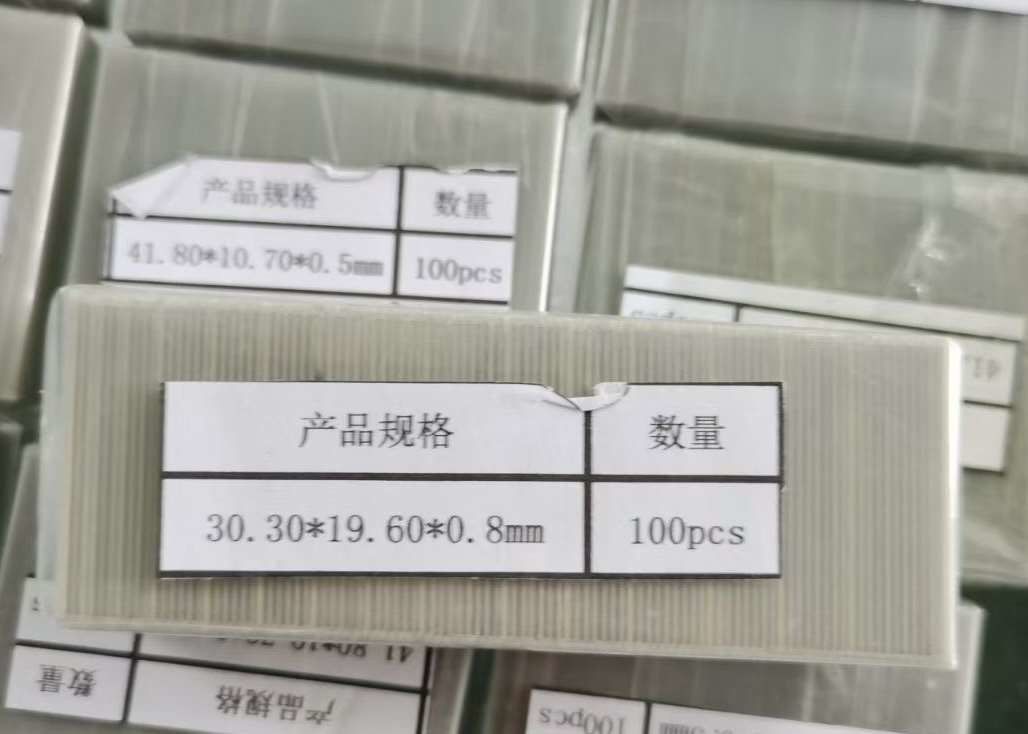 产品规格 数量
41.80*10.70*0.5mm 100pcs
产品规格 数量
30.30*19.60*0.8mm 100pcs
数量 产品规格
100pcs